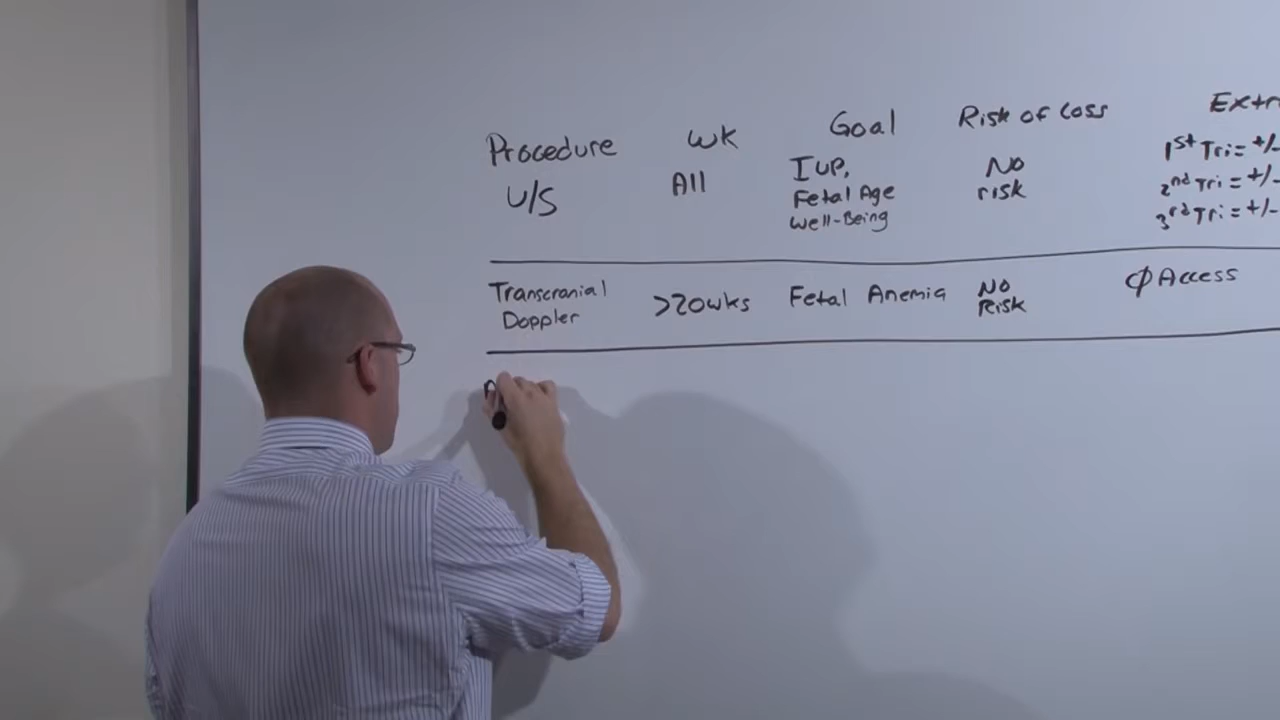 Procedure wk Goal Risk of Loss Extr
U/S All IUP, No 1st Tri = +/-
Fetal Age risk 2nd Tri = +/-
Well-Being 3rd Tri = +/-
Transcranial >20wks Fetal Anemia No ϕ Access
Doppler Risk